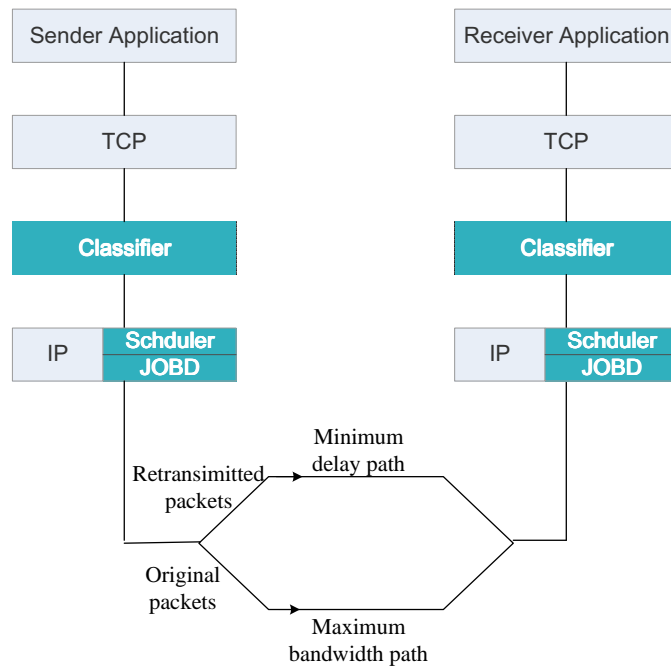 Sender Application
Receiver Application
TCP
TCP
Classifier
Classifier
IP
Schduler
JOBD
IP
Schduler
JOBD
Minimum
delay path
Retransimitted
packets
Original
packets
Maximum
bandwidth path